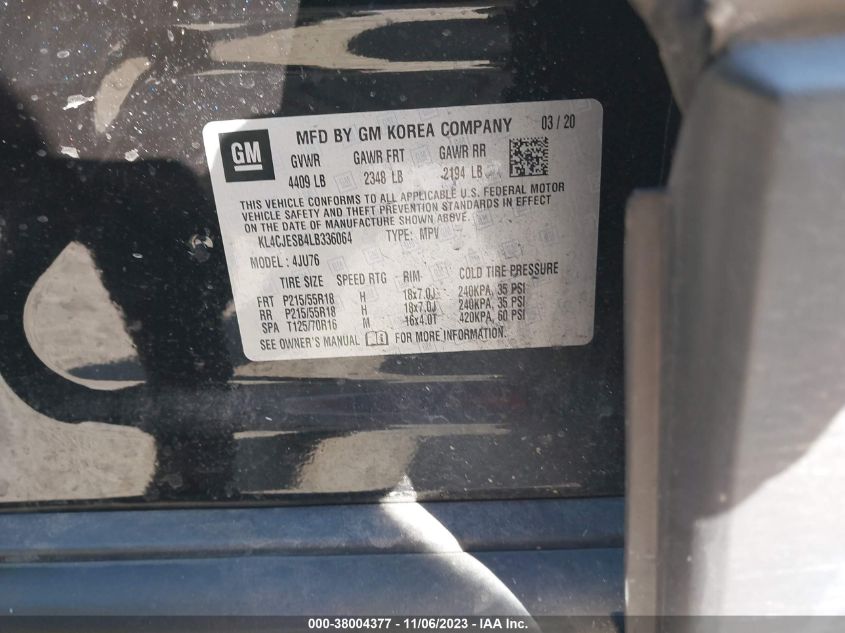 GM
MFD BY GM KOREA COMPANY 03/20
GVWR GAWR FRT GAWR RR
4409 LB 2348 LB 2194 LB
THIS VEHICLE CONFORMS TO ALL APPLICABLE U.S. FEDERAL MOTOR
VEHICLE SAFETY AND THEFT PREVENTION STANDARDS IN EFFECT
ON THE DATE OF MANUFACTURE SHOWN ABOVE.
KL4CJESB4LB336064 TYPE: MPV
MODEL: 4JU76
TIRE SIZE SPEED RTG RIM COLD TIRE PRESSURE
FRT P215/55R18 H 18x7.0J 240KPA, 35 PSI
RR P215/55R18 H 18x7.0J 240KPA, 35 PSI
SPA T125/70R16 M 16x4.0T 420KPA, 60 PSI
SEE OWNER'S MANUAL FOR MORE INFORMATION.
000-38004377 - 11/06/2023 - IAA Inc.